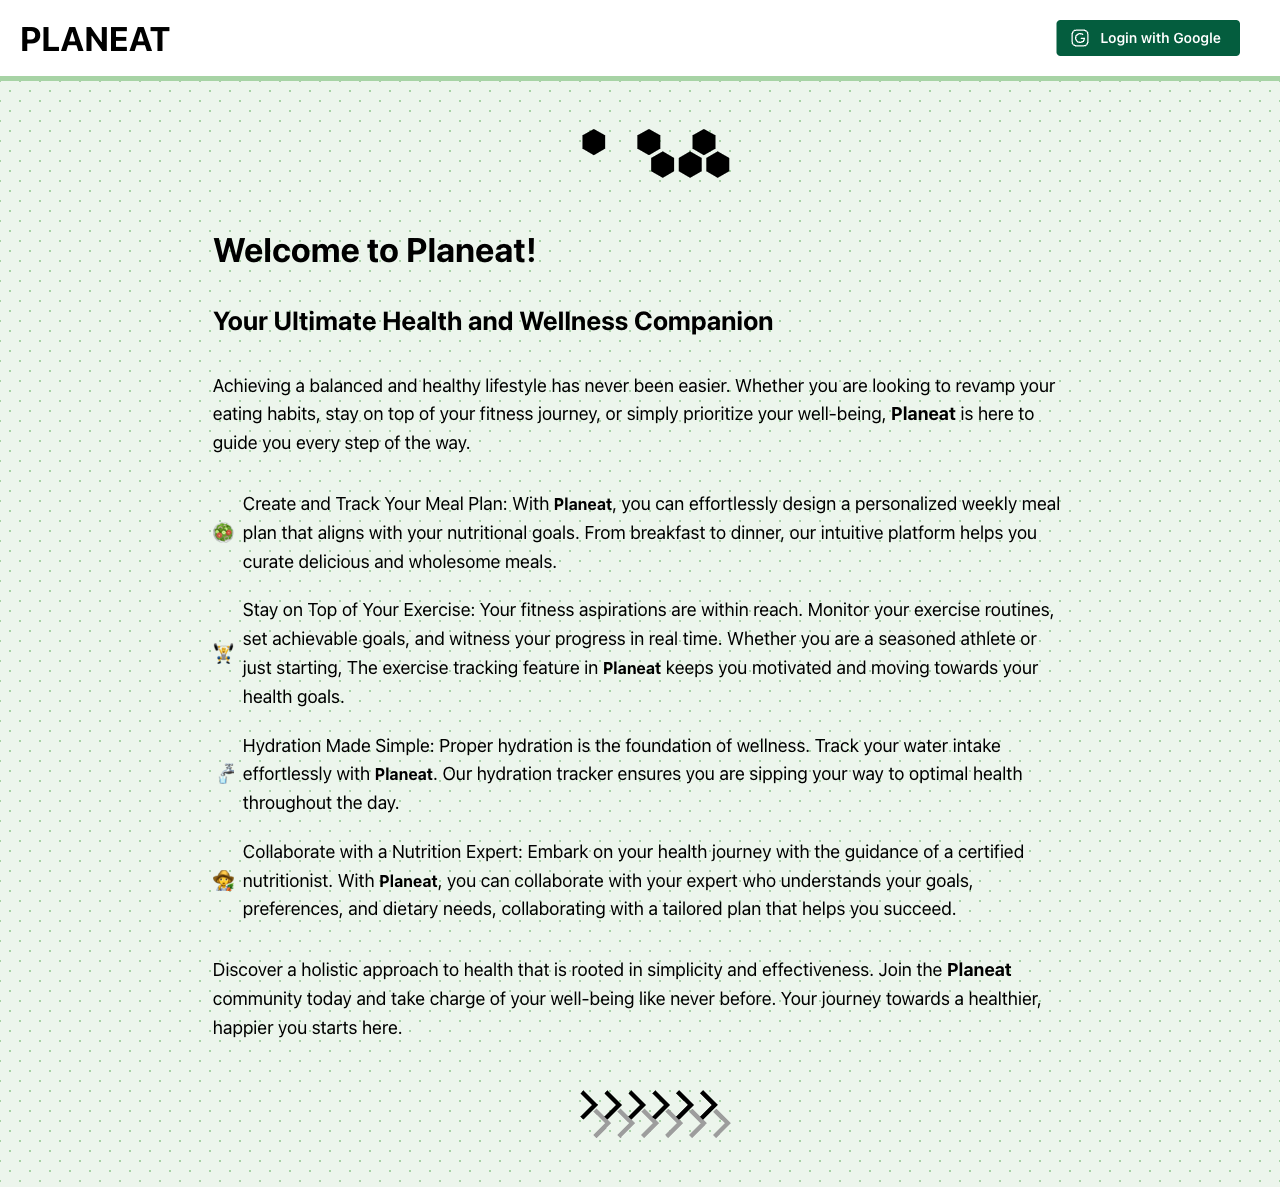 PLANEAT
Login with Google
Welcome to Planeat!
Your Ultimate Health and Wellness Companion
Achieving a balanced and healthy lifestyle has never been easier. Whether you are looking to revamp your
eating habits, stay on top of your fitness journey, or simply prioritize your well-being, Planeat is here to
guide you every step of the way.
Create and Track Your Meal Plan: With Planeat, you can effortlessly design a personalized weekly meal
plan that aligns with your nutritional goals. From breakfast to dinner, our intuitive platform helps you
curate delicious and wholesome meals.
Stay on Top of Your Exercise: Your fitness aspirations are within reach. Monitor your exercise routines,
set achievable goals, and witness your progress in real time. Whether you are a seasoned athlete or
just starting, The exercise tracking feature in Planeat keeps you motivated and moving towards your
health goals.
Hydration Made Simple: Proper hydration is the foundation of wellness. Track your water intake
effortlessly with Planeat. Our hydration tracker ensures you are sipping your way to optimal health
throughout the day.
Collaborate with a Nutrition Expert: Embark on your health journey with the guidance of a certified
nutritionist. With Planeat, you can collaborate with your expert who understands your goals,
preferences, and dietary needs, collaborating with a tailored plan that helps you succeed.
Discover a holistic approach to health that is rooted in simplicity and effectiveness. Join the Planeat
community today and take charge of your well-being like never before. Your journey towards a healthier,
happier you starts here.